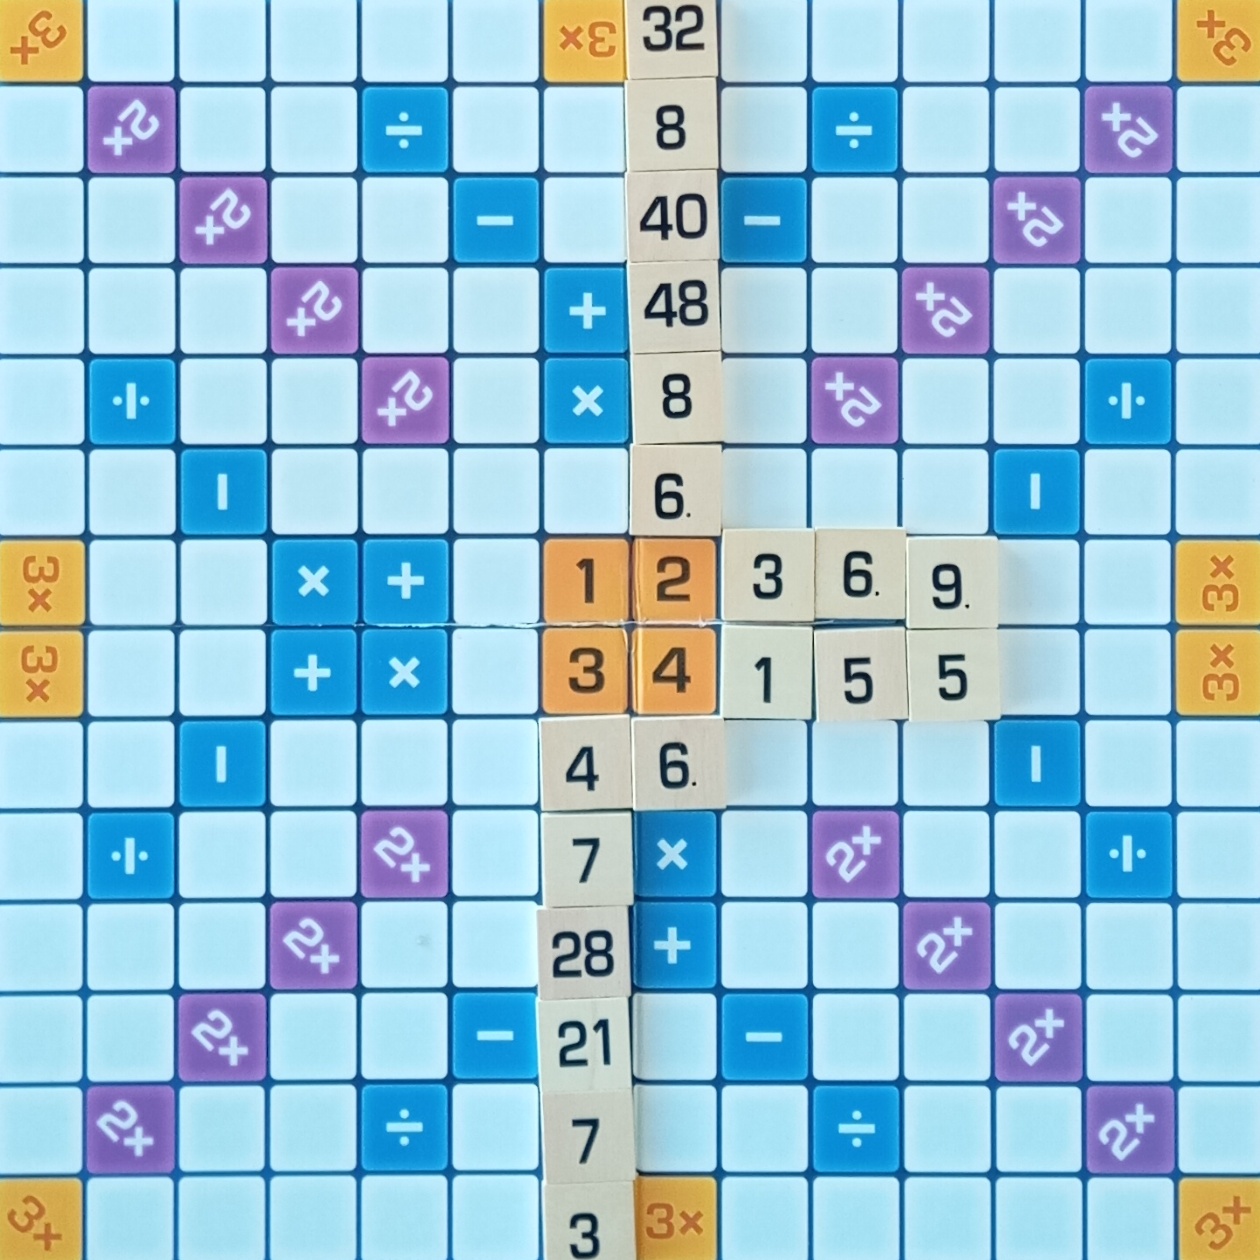 3× 3× 32 3×
2× ÷ 8 ÷ 2×
2× − 40 − 2×
2× + 48 2×
÷ 2× × 8 2× ÷
− 6. −
3× × + 1 2 3 6. 9. 3×
3× + × 3 4 1 5 5 3×
− 4 6. −
÷ 2× 7 × 2× ÷
2× 28 + 2×
2× − 21 − 2×
2× ÷ 7 ÷ 2×
3× 3 3× 3×